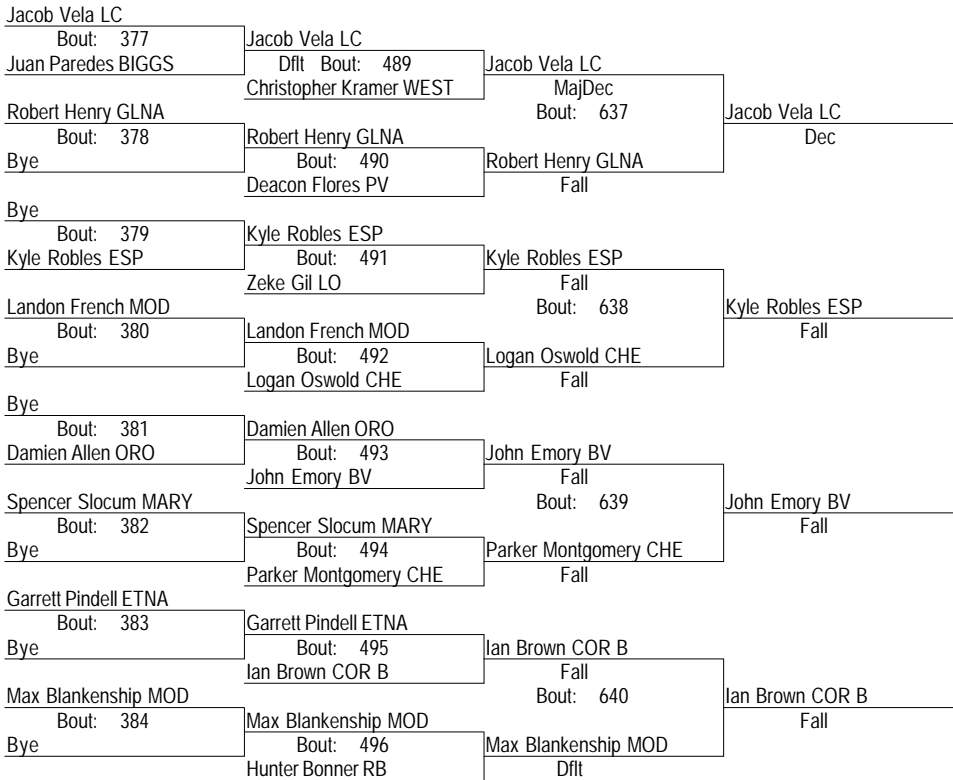 Jacob Vela LC
Bout: 377
Jacob Vela LC
Juan Paredes BIGGS
Dflt Bout: 489
Jacob Vela LC
Christopher Kramer WEST
MajDec
Robert Henry GLNA
Bout: 637
Jacob Vela LC
Bout: 378
Robert Henry GLNA
Dec
Bye
Bout: 490
Robert Henry GLNA
Deacon Flores PV
Fall
Bye
Bout: 379
Kyle Robles ESP
Kyle Robles ESP
Bout: 491
Kyle Robles ESP
Zeke Gil LO
Fall
Landon French MOD
Bout: 638
Kyle Robles ESP
Bout: 380
Landon French MOD
Fall
Bye
Bout: 492
Logan Oswold CHE
Logan Oswold CHE
Fall
Bye
Bout: 381
Damien Allen ORO
Damien Allen ORO
Bout: 493
John Emory BV
John Emory BV
Fall
Spencer Slocum MARY
Bout: 639
John Emory BV
Bout: 382
Spencer Slocum MARY
Fall
Bye
Bout: 494
Parker Montgomery CHE
Parker Montgomery CHE
Fall
Garrett Pindell ETNA
Bout: 383
Garrett Pindell ETNA
Bye
Bout: 495
Ian Brown COR B
Ian Brown COR B
Fall
Max Blankenship MOD
Bout: 640
Ian Brown COR B
Bout: 384
Max Blankenship MOD
Fall
Bye
Bout: 496
Max Blankenship MOD
Hunter Bonner RB
Dflt